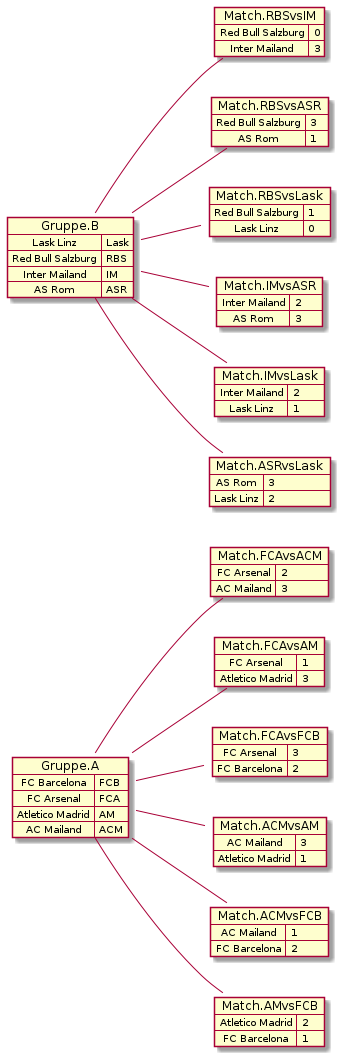 Match.RBSvsIM
Red Bull Salzburg 0
Inter Mailand 3
Match.RBSvsASR
Red Bull Salzburg 3
AS Rom 1
Match.RBSvsLask
Red Bull Salzburg 1
Lask Linz 0
Gruppe.B
Lask Linz Lask
Red Bull Salzburg RBS
Inter Mailand IM
AS Rom ASR
Match.IMvsASR
Inter Mailand 2
AS Rom 3
Match.IMvsLask
Inter Mailand 2
Lask Linz 1
Match.ASRvsLask
AS Rom 3
Lask Linz 2
Match.FCAvsACM
FC Arsenal 2
AC Mailand 3
Match.FCAvsAM
FC Arsenal 1
Atletico Madrid 3
Match.FCAvsFCB
FC Arsenal 3
FC Barcelona 2
Gruppe.A
FC Barcelona FCB
FC Arsenal FCA
Atletico Madrid AM
AC Mailand ACM
Match.ACMvsAM
AC Mailand 3
Atletico Madrid 1
Match.ACMvsFCB
AC Mailand 1
FC Barcelona 2
Match.AMvsFCB
Atletico Madrid 2
FC Barcelona 1